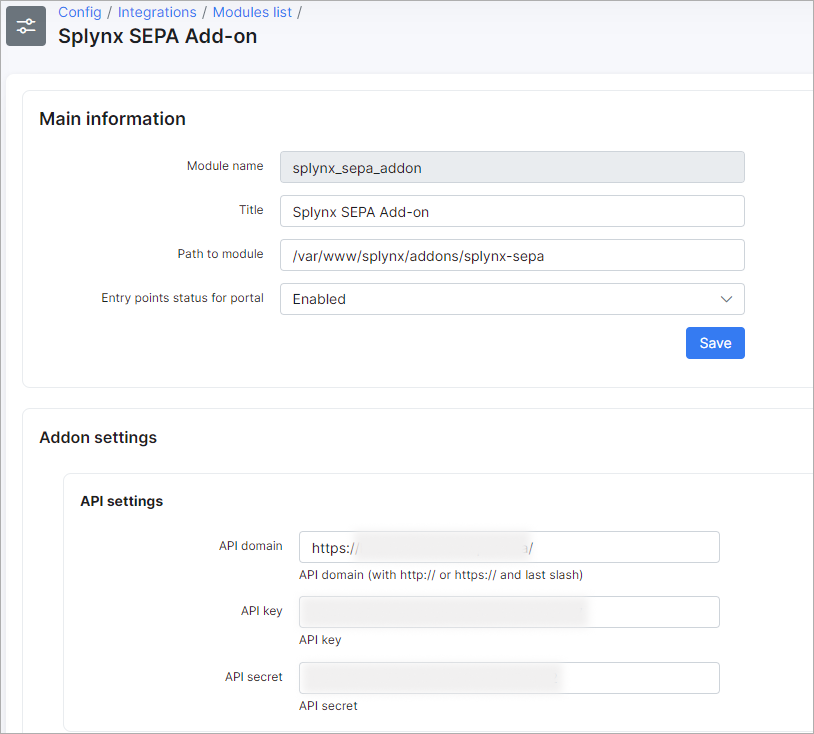 Config / Integrations / Modules list /
Splynx SEPA Add-on
Main information
Module name splynx_sepa_addon
Title Splynx SEPA Add-on
Path to module /var/www/splynx/addons/splynx-sepa
Entry points status for portal Enabled
Save
Addon settings
API settings
API domain https:/ /
API domain (with http:// or https:// and last slash)
API key
API key
API secret
API secret